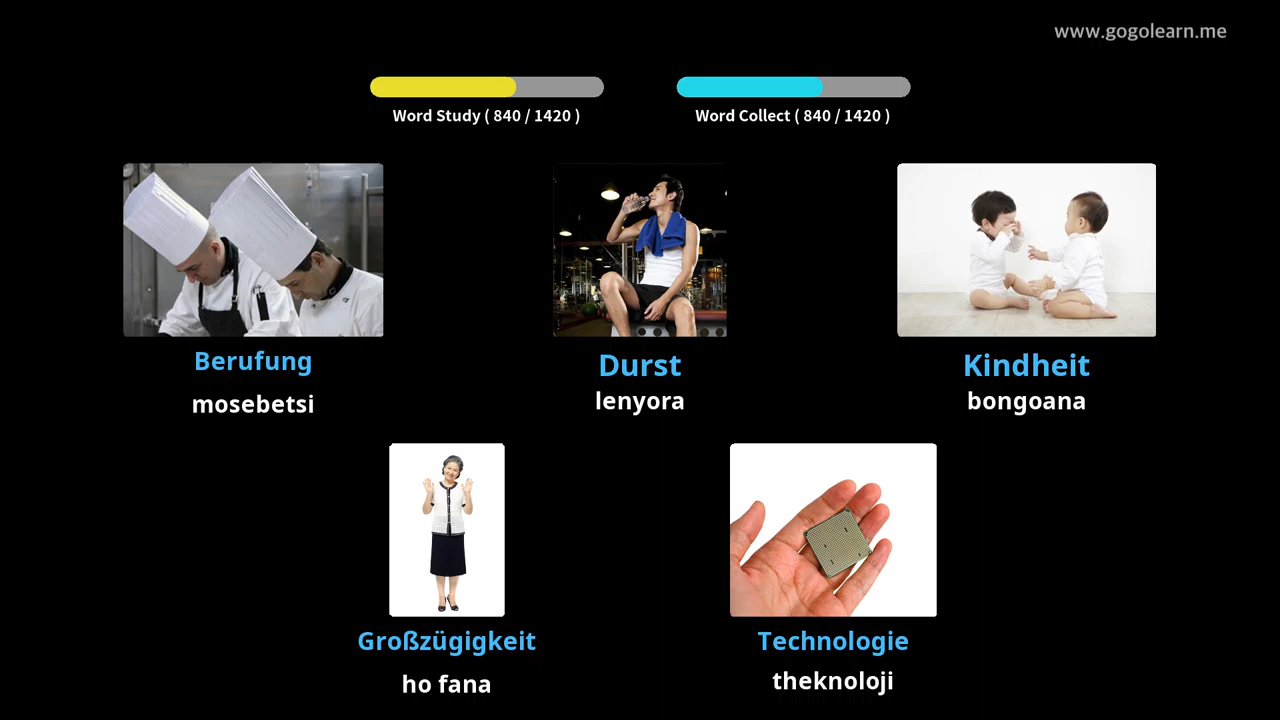 www.gogolearn.me
Word Study ( 840 / 1420 )
Word Collect ( 840 / 1420 )
Berufung
mosebetsi
Durst
lenyora
Kindheit
bongoana
Großzügigkeit
ho fana
Technologie
theknoloji